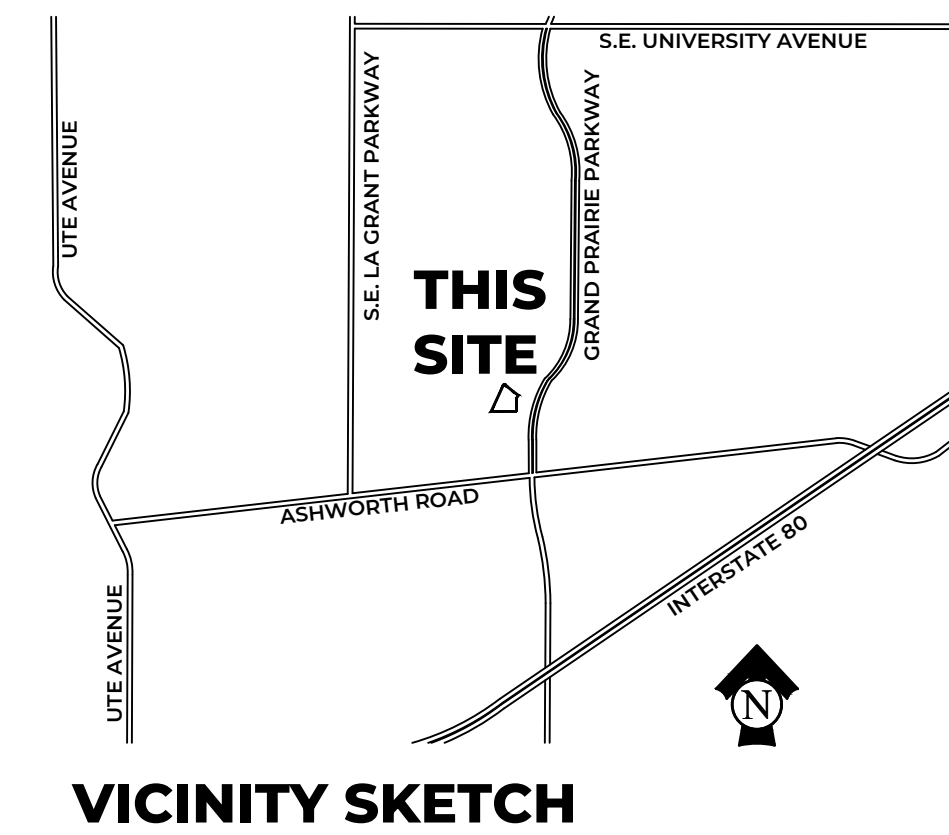 S.E. UNIVERSITY AVENUE
UTE AVENUE
S.E. LA GRANT PARKWAY
GRAND PRAIRIE PARKWAY
THIS
SITE
ASHWORTH ROAD
INTERSTATE 80
UTE AVENUE
N
VICINITY SKETCH